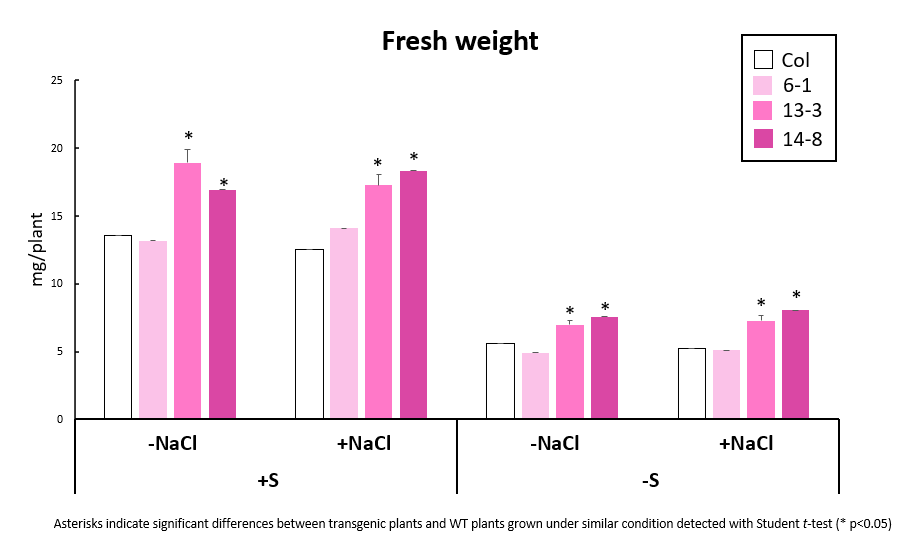 Fresh weight
Col
6-1
13-3
14-8
mg/plant
25
20
15
10
5
0
* * * * * * * *
-NaCl +NaCl -NaCl +NaCl
+S -S
Asterisks indicate significant differences between transgenic plants and WT plants grown under similar condition detected with Student t-test (* p<0.05)